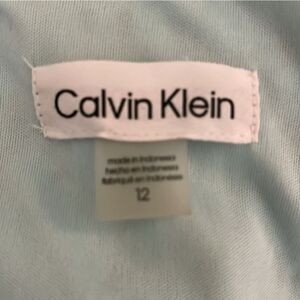 Calvin Klein
made in Indonesia
hecho en Indonesia
fabriqué en Indonésie
12